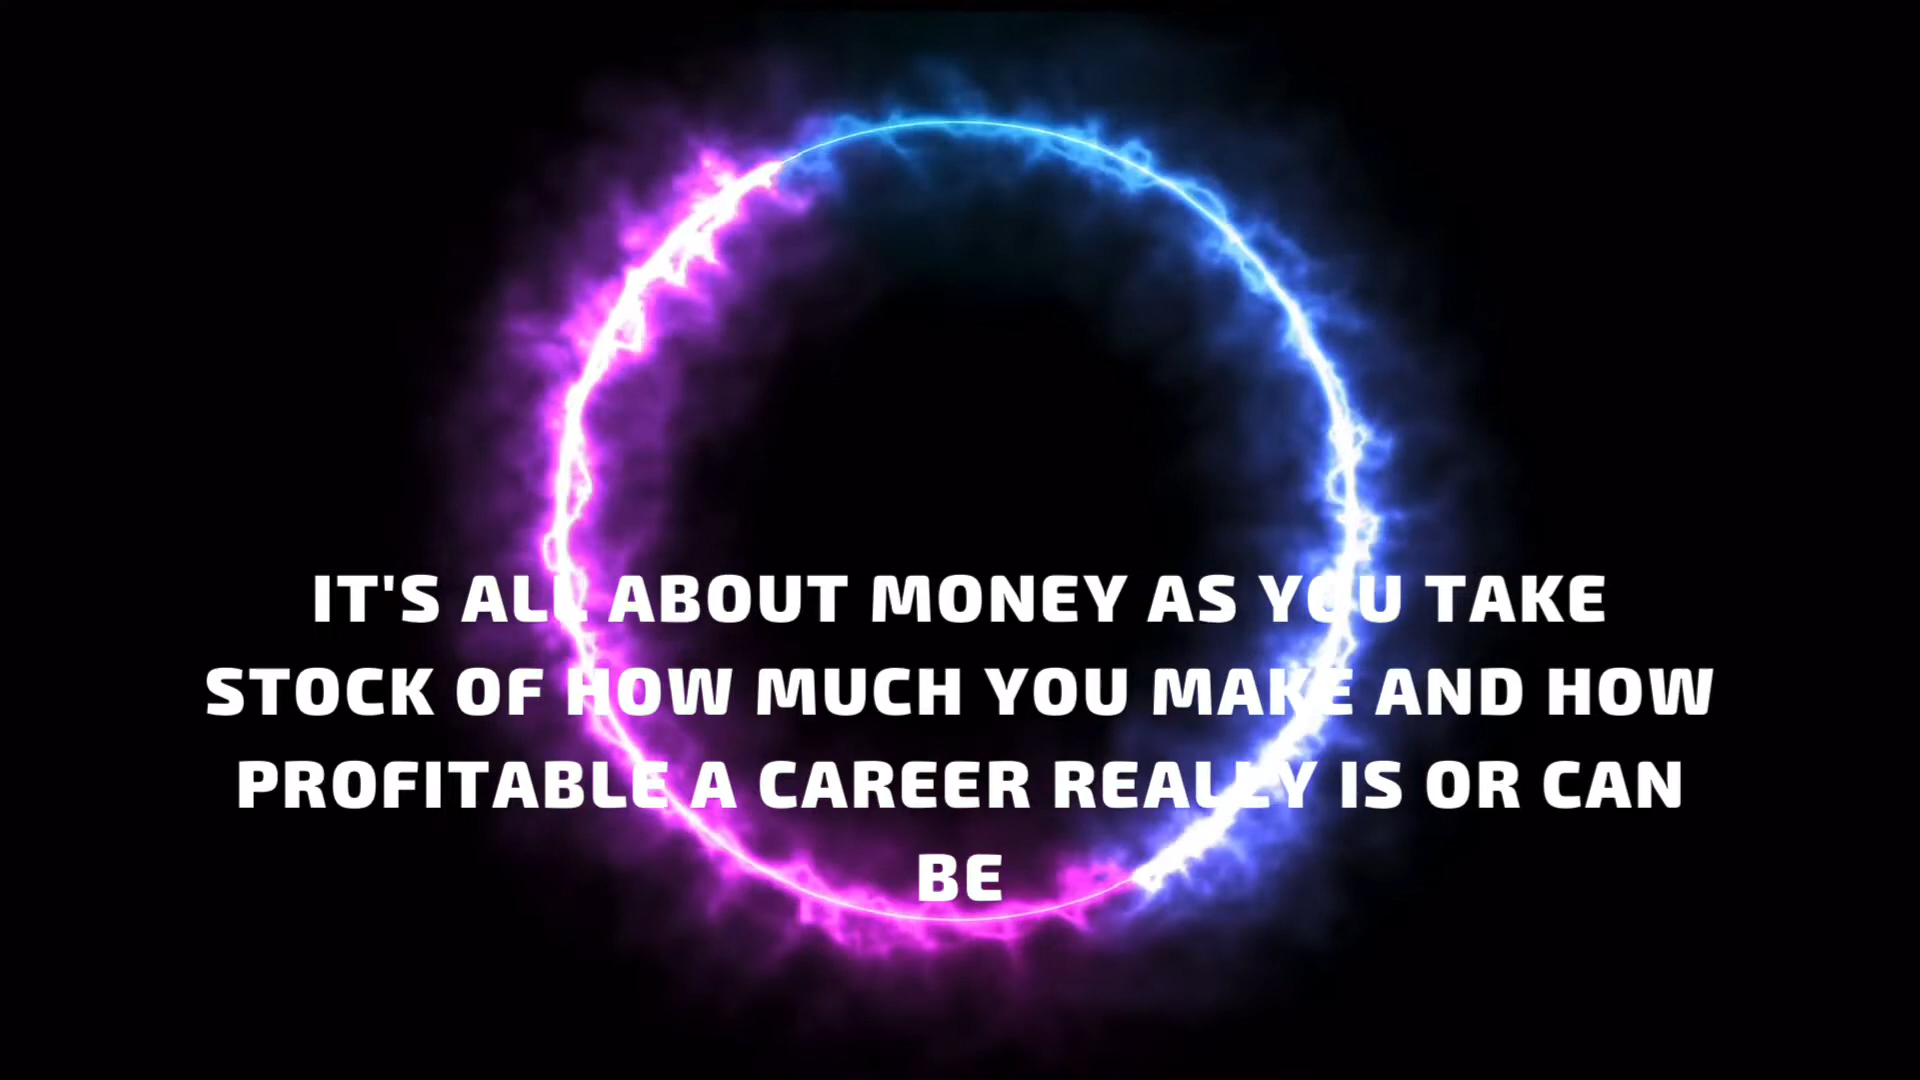 IT'S ALL ABOUT MONEY AS YOU TAKE
STOCK OF HOW MUCH YOU MAKE AND HOW
PROFITABLE A CAREER REALLY IS OR CAN
BE